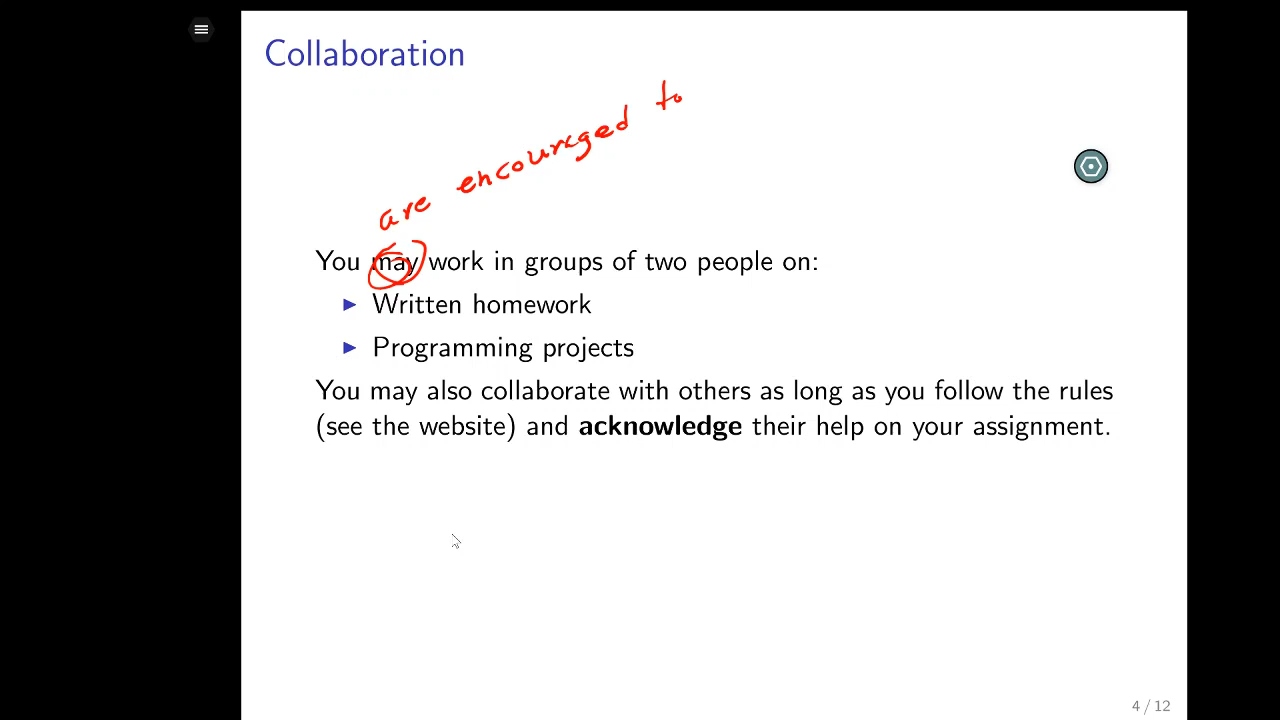 Collaboration
are encouraged to
You may work in groups of two people on:
Written homework
Programming projects
You may also collaborate with others as long as you follow the rules
(see the website) and acknowledge their help on your assignment.
4 / 12